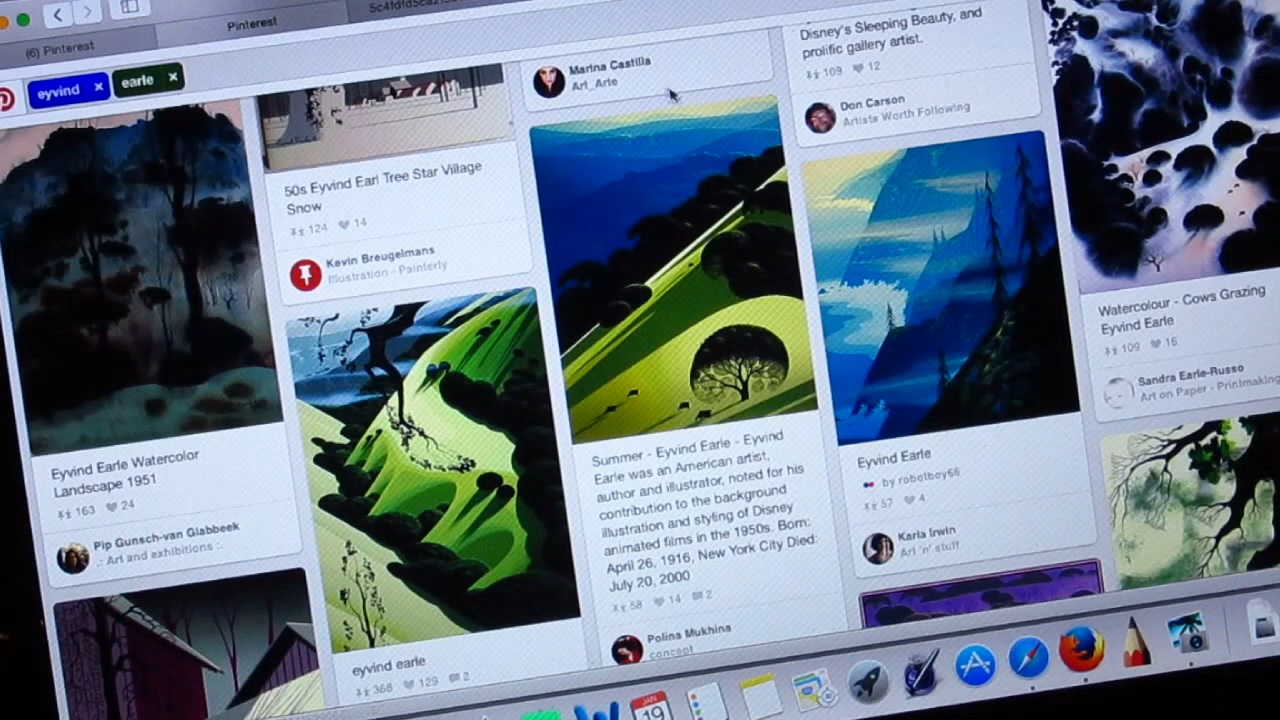 (6) Pinterest
Pinterest
eyvind ×
earle ×
Eyvind Earle Watercolor
Landscape 1951
163 24
Pip Gunsch-van Glabbeek
.: Art and exhibitions :.
50s Eyvind Earl Tree Star Village
Snow
124 14
Kevin Breugelmans
Illustration - Painterly
eyvind earle
368 129 2
Marina Castilla
Art_Arte
Summer - Eyvind Earle - Eyvind
Earle was an American artist,
author and illustrator, noted for his
contribution to the background
illustration and styling of Disney
animated films in the 1950s. Born:
April 26, 1916, New York City Died:
July 20, 2000
58 14 2
Polina Mukhina
concept
Disney's Sleeping Beauty, and
prolific gallery artist.
109 12
Don Carson
Artists Worth Following
Eyvind Earle
by robotboy66
57 4
Karla Irwin
Art 'n' stuff
Watercolour - Cows Grazing
Eyvind Earle
109 16
Sandra Earle-Russo
Art on Paper - Printmaking
JAN
19